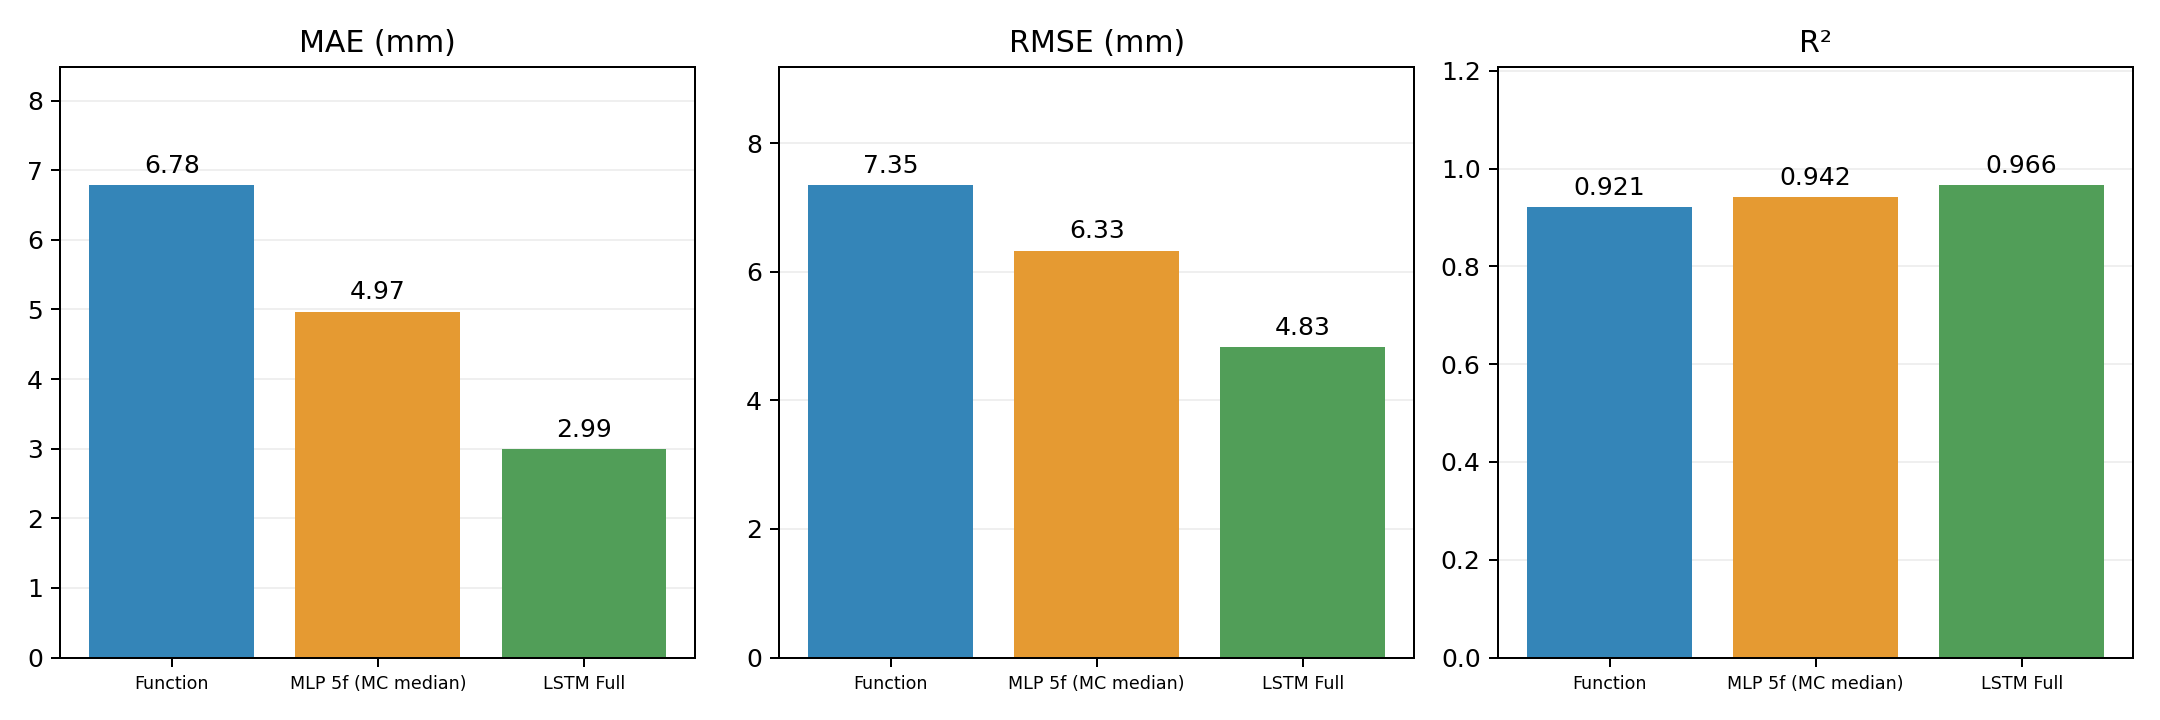 MAE (mm)
8
7
6
5
4
3
2
1
0
6.78
4.97
2.99
Function
MLP 5f (MC median)
LSTM Full
RMSE (mm)
8
6
4
2
0
7.35
6.33
4.83
Function
MLP 5f (MC median)
LSTM Full
R²
1.2
1.0
0.8
0.6
0.4
0.2
0.0
0.921
0.942
0.966
Function
MLP 5f (MC median)
LSTM Full